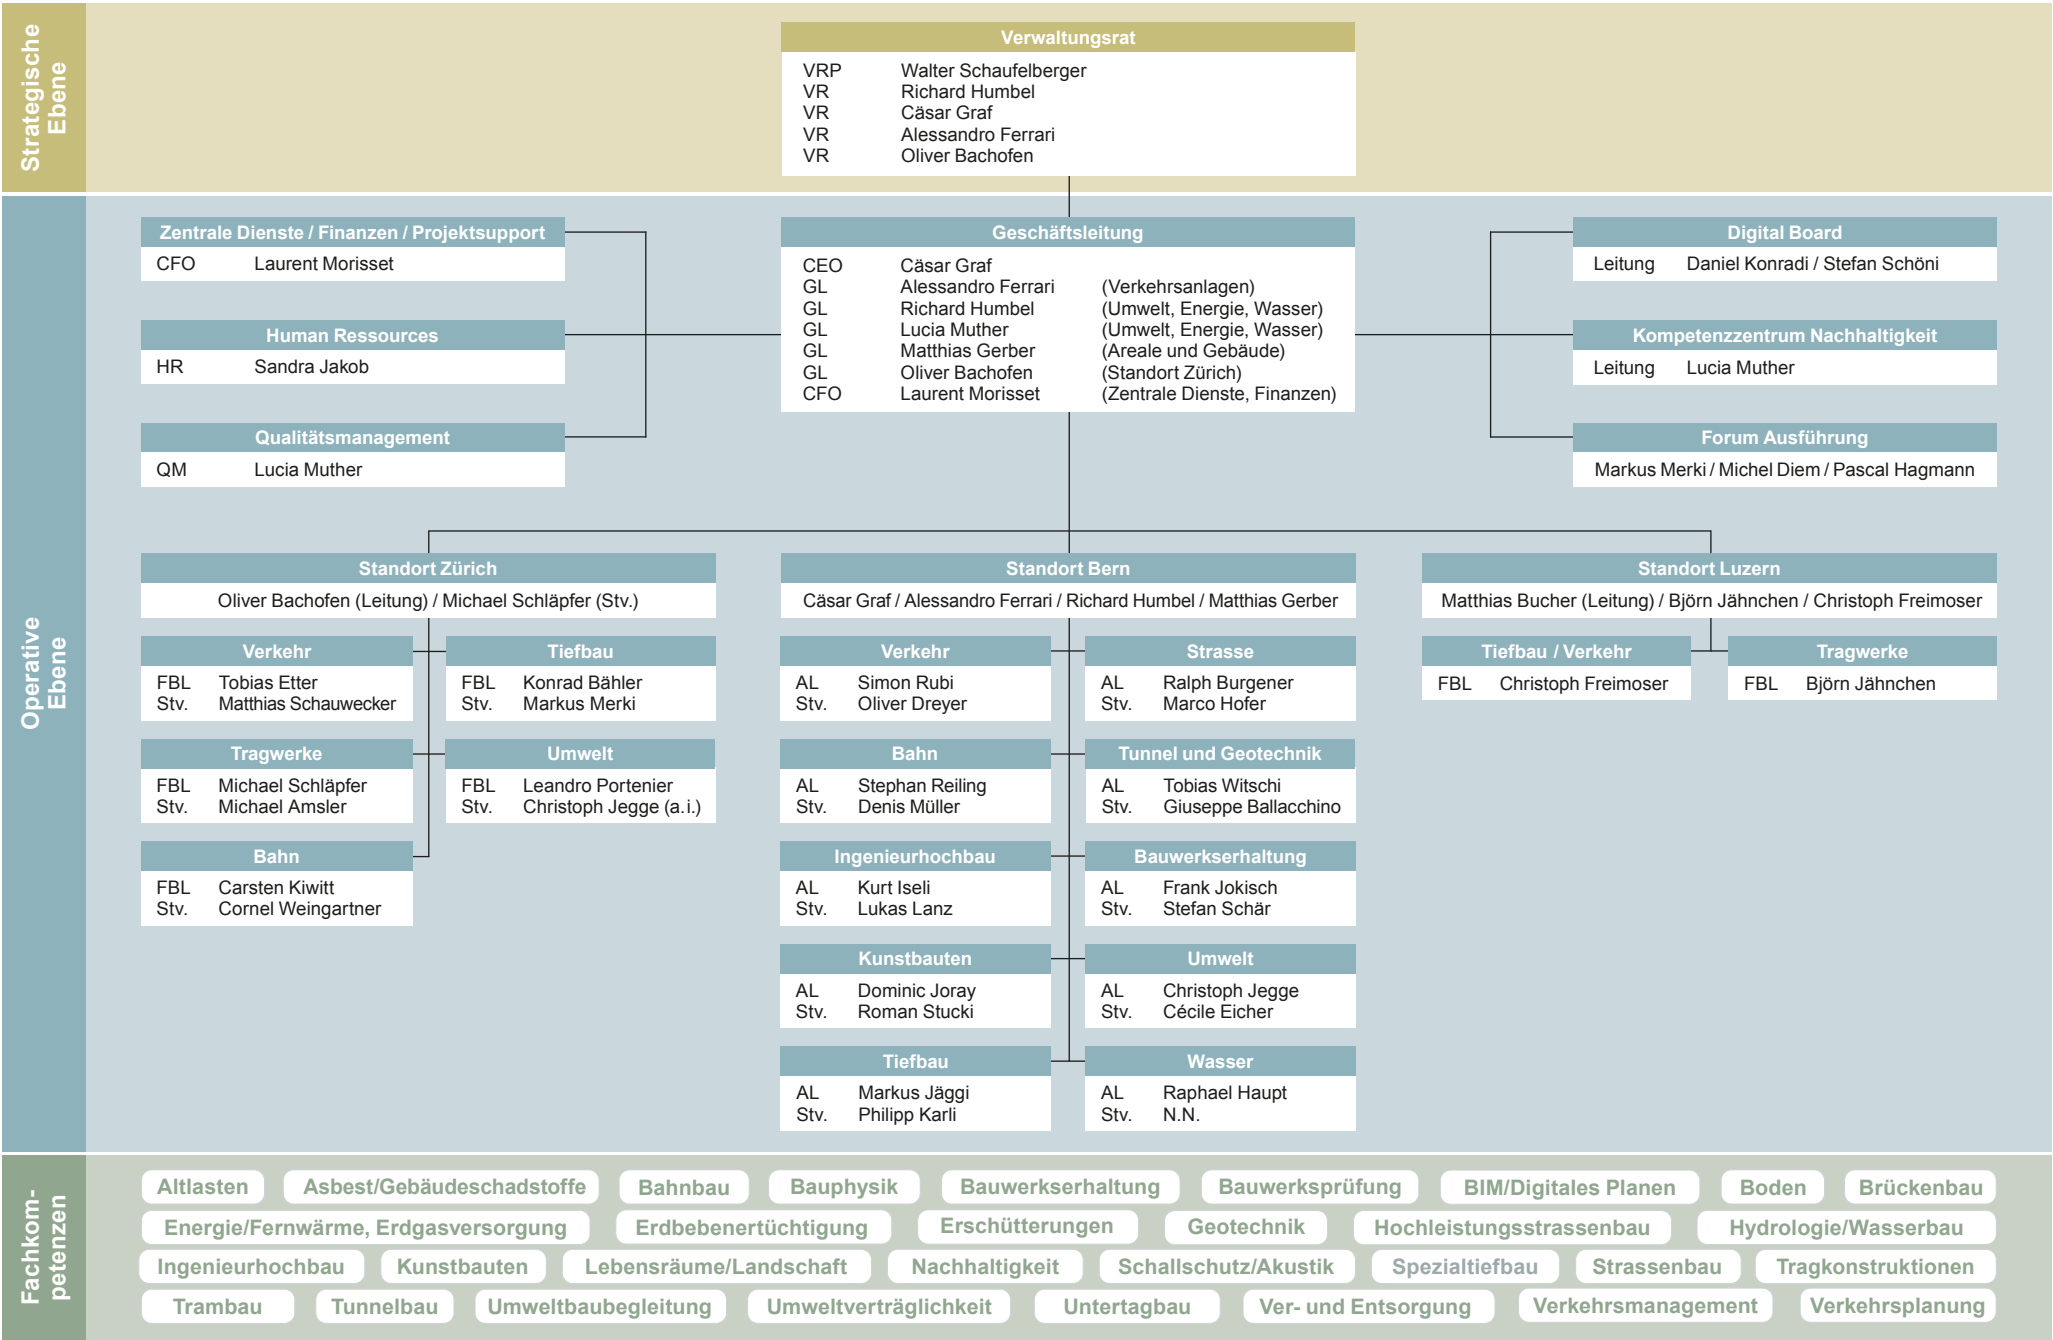 Strategische
Ebene
Verwaltungsrat
VRP Walter Schaufelberger
VR Richard Humbel
VR Cäsar Graf
VR Alessandro Ferrari
VR Oliver Bachofen
Operative
Ebene
Zentrale Dienste / Finanzen / Projektsupport
CFO Laurent Morisset
Human Ressources
HR Sandra Jakob
Qualitätsmanagement
QM Lucia Muther
Geschäftsleitung
CEO Cäsar Graf
GL Alessandro Ferrari (Verkehrsanlagen)
GL Richard Humbel (Umwelt, Energie, Wasser)
GL Lucia Muther (Umwelt, Energie, Wasser)
GL Matthias Gerber (Areale und Gebäude)
GL Oliver Bachofen (Standort Zürich)
CFO Laurent Morisset (Zentrale Dienste, Finanzen)
Digital Board
Leitung Daniel Konradi / Stefan Schöni
Kompetenzzentrum Nachhaltigkeit
Leitung Lucia Muther
Forum Ausführung
Markus Merki / Michel Diem / Pascal Hagmann
Standort Zürich
Oliver Bachofen (Leitung) / Michael Schläpfer (Stv.)
Verkehr
FBL Tobias Etter
Stv. Matthias Schauwecker
Tiefbau
FBL Konrad Bähler
Stv. Markus Merki
Tragwerke
FBL Michael Schläpfer
Stv. Michael Amsler
Umwelt
FBL Leandro Portenier
Stv. Christoph Jegge (a.i.)
Bahn
FBL Carsten Kiwitt
Stv. Cornel Weingartner
Standort Bern
Cäsar Graf / Alessandro Ferrari / Richard Humbel / Matthias Gerber
Verkehr
AL Simon Rubi
Stv. Oliver Dreyer
Strasse
AL Ralph Burgener
Stv. Marco Hofer
Bahn
AL Stephan Reiling
Stv. Denis Müller
Tunnel und Geotechnik
AL Tobias Witschi
Stv. Giuseppe Ballacchino
Ingenieurhochbau
AL Kurt Iseli
Stv. Lukas Lanz
Bauwerkserhaltung
AL Frank Jokisch
Stv. Stefan Schär
Kunstbauten
AL Dominic Joray
Stv. Roman Stucki
Umwelt
AL Christoph Jegge
Stv. Cécile Eicher
Tiefbau
AL Markus Jäggi
Stv. Philipp Karli
Wasser
AL Raphael Haupt
Stv. N.N.
Standort Luzern
Matthias Bucher (Leitung) / Björn Jähnchen / Christoph Freimoser
Tiefbau / Verkehr
FBL Christoph Freimoser
Tragwerke
FBL Björn Jähnchen
Fachkom-
petenzen
Altlasten Asbest/Gebäudeschadstoffe Bahnbau Bauphysik Bauwerkserhaltung Bauwerksprüfung BIM/Digitales Planen Boden Brückenbau
Energie/Fernwärme, Erdgasversorgung Erdbebenertüchtigung Erschütterungen Geotechnik Hochleistungsstrassenbau Hydrologie/Wasserbau
Ingenieurhochbau Kunstbauten Lebensräume/Landschaft Nachhaltigkeit Schallschutz/Akustik Spezialtiefbau Strassenbau Tragkonstruktionen
Trambau Tunnelbau Umweltbaubegleitung Umweltverträglichkeit Untertagbau Ver- und Entsorgung Verkehrsmanagement Verkehrsplanung